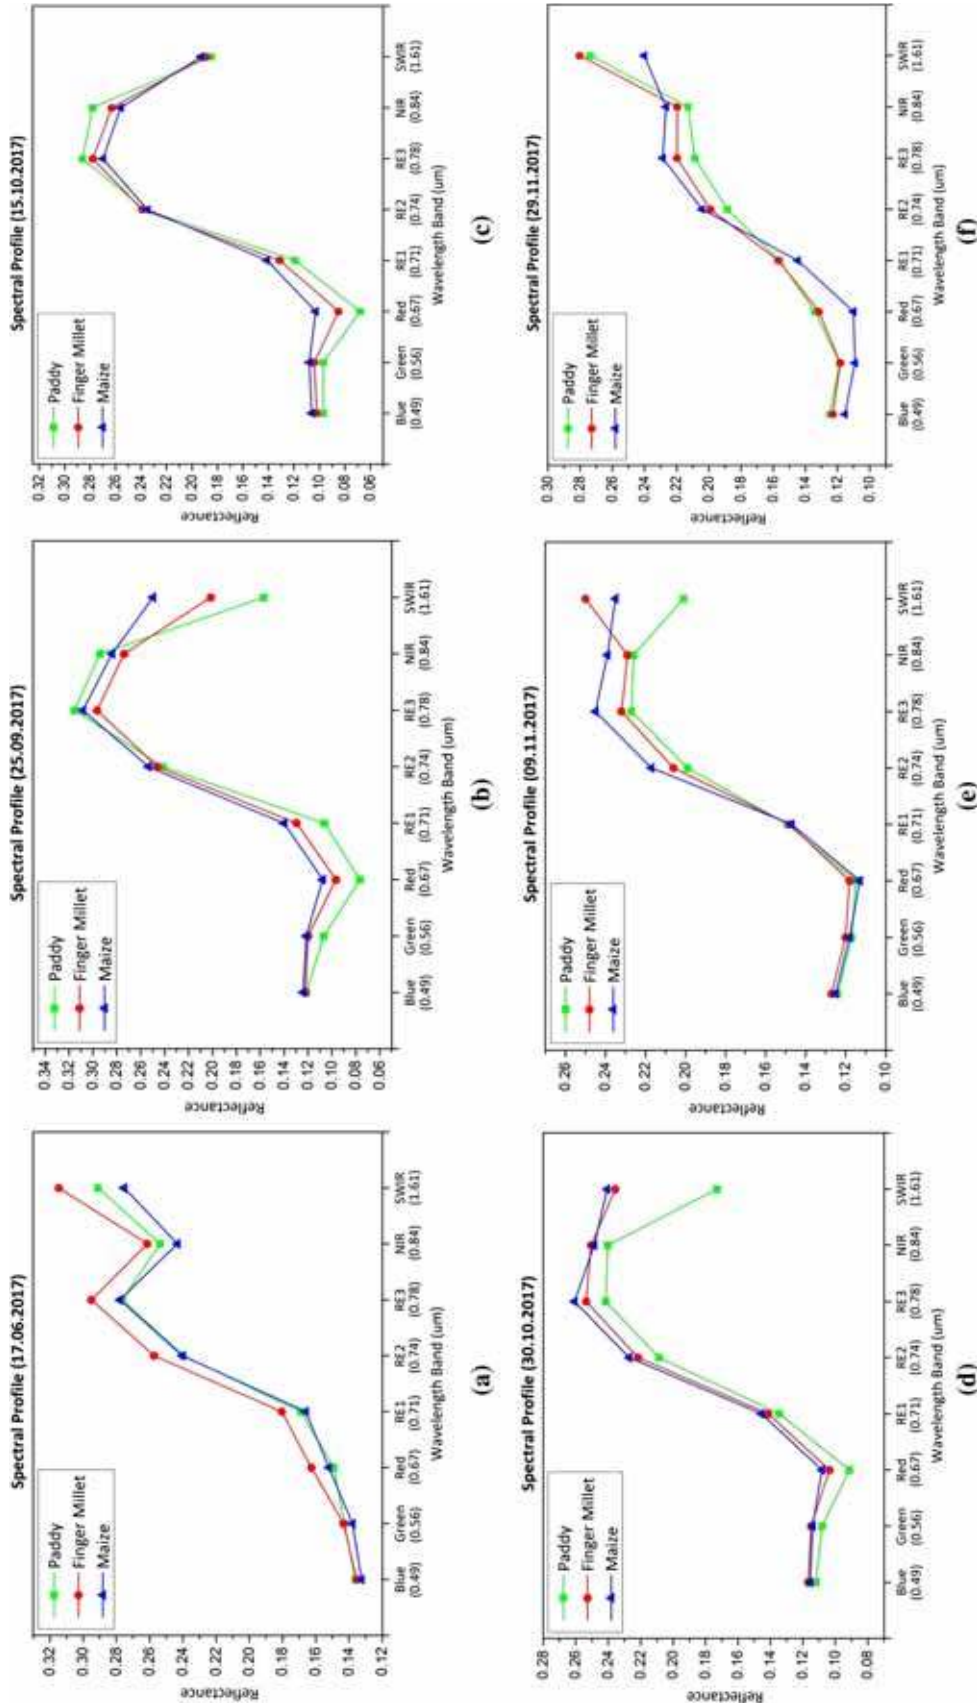 Spectral Profile (17.06.2017)
Paddy
Finger Millet
Maize
Reflectance
0.32
0.30
0.28
0.26
0.24
0.22
0.20
0.18
0.16
0.14
0.12
Blue Green Red RE1 RE2 RE3 NIR SWIR
(0.49) (0.56) (0.67) (0.71) (0.74) (0.78) (0.84) (1.61)
Wavelength Band (um)
(a)
Spectral Profile (25.09.2017)
Paddy
Finger Millet
Maize
Reflectance
0.34
0.32
0.30
0.28
0.26
0.24
0.22
0.20
0.18
0.16
0.14
0.12
0.10
0.08
0.06
Blue Green Red RE1 RE2 RE3 NIR SWIR
(0.49) (0.56) (0.67) (0.71) (0.74) (0.78) (0.84) (1.61)
Wavelength Band (um)
(b)
Spectral Profile (15.10.2017)
Paddy
Finger Millet
Maize
Reflectance
0.32
0.30
0.28
0.26
0.24
0.22
0.20
0.18
0.16
0.14
0.12
0.10
0.08
0.06
Blue Green Red RE1 RE2 RE3 NIR SWIR
(0.49) (0.56) (0.67) (0.71) (0.74) (0.78) (0.84) (1.61)
Wavelength Band (um)
(c)
Spectral Profile (30.10.2017)
Paddy
Finger Millet
Maize
Reflectance
0.28
0.26
0.24
0.22
0.20
0.18
0.16
0.14
0.12
0.10
0.08
Blue Green Red RE1 RE2 RE3 NIR SWIR
(0.49) (0.56) (0.67) (0.71) (0.74) (0.78) (0.84) (1.61)
Wavelength Band (um)
(d)
Spectral Profile (09.11.2017)
Paddy
Finger Millet
Maize
Reflectance
0.26
0.24
0.22
0.20
0.18
0.16
0.14
0.12
0.10
Blue Green Red RE1 RE2 RE3 NIR SWIR
(0.49) (0.56) (0.67) (0.71) (0.74) (0.78) (0.84) (1.61)
Wavelength Band (um)
(e)
Spectral Profile (29.11.2017)
Paddy
Finger Millet
Maize
Reflectance
0.30
0.28
0.26
0.24
0.22
0.20
0.18
0.16
0.14
0.12
0.10
Blue Green Red RE1 RE2 RE3 NIR SWIR
(0.49) (0.56) (0.67) (0.71) (0.74) (0.78) (0.84) (1.61)
Wavelength Band (um)
(f)